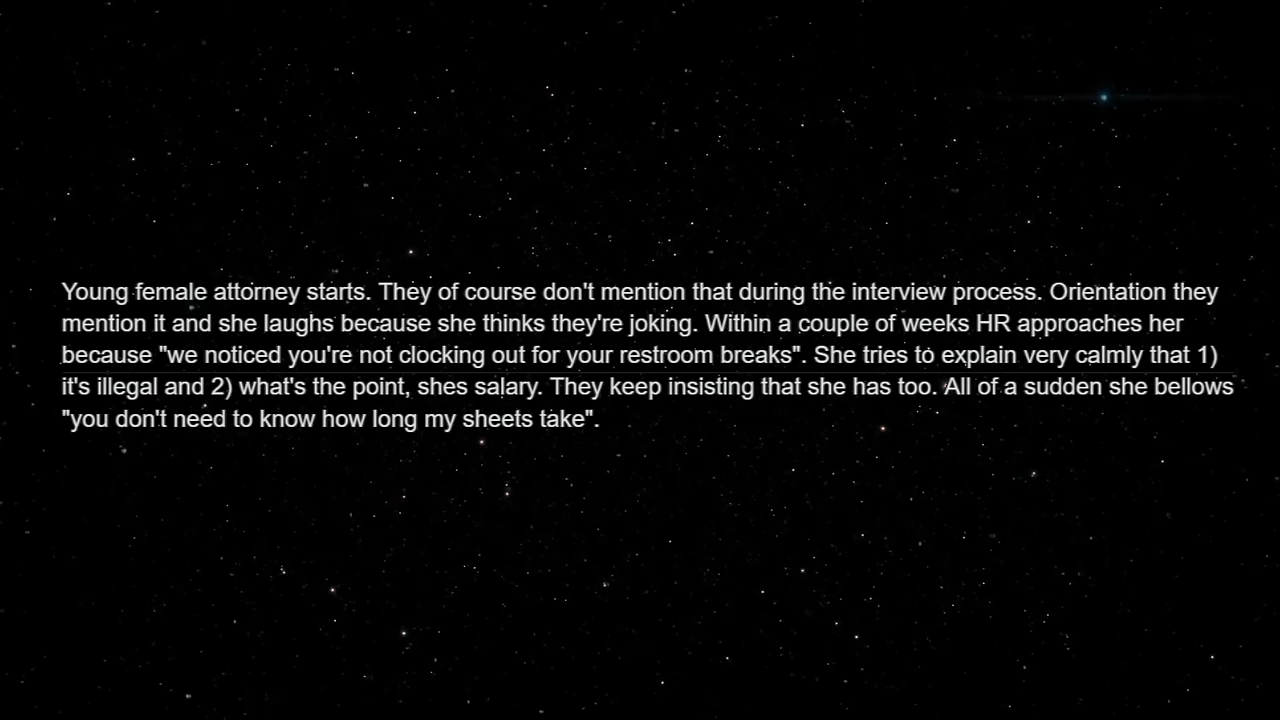 Young female attorney starts. They of course don't mention that during the interview process. Orientation they
mention it and she laughs because she thinks they're joking. Within a couple of weeks HR approaches her
because "we noticed you're not clocking out for your restroom breaks". She tries to explain very calmly that 1)
it's illegal and 2) what's the point, shes salary. They keep insisting that she has too. All of a sudden she bellows
"you don't need to know how long my sheets take".